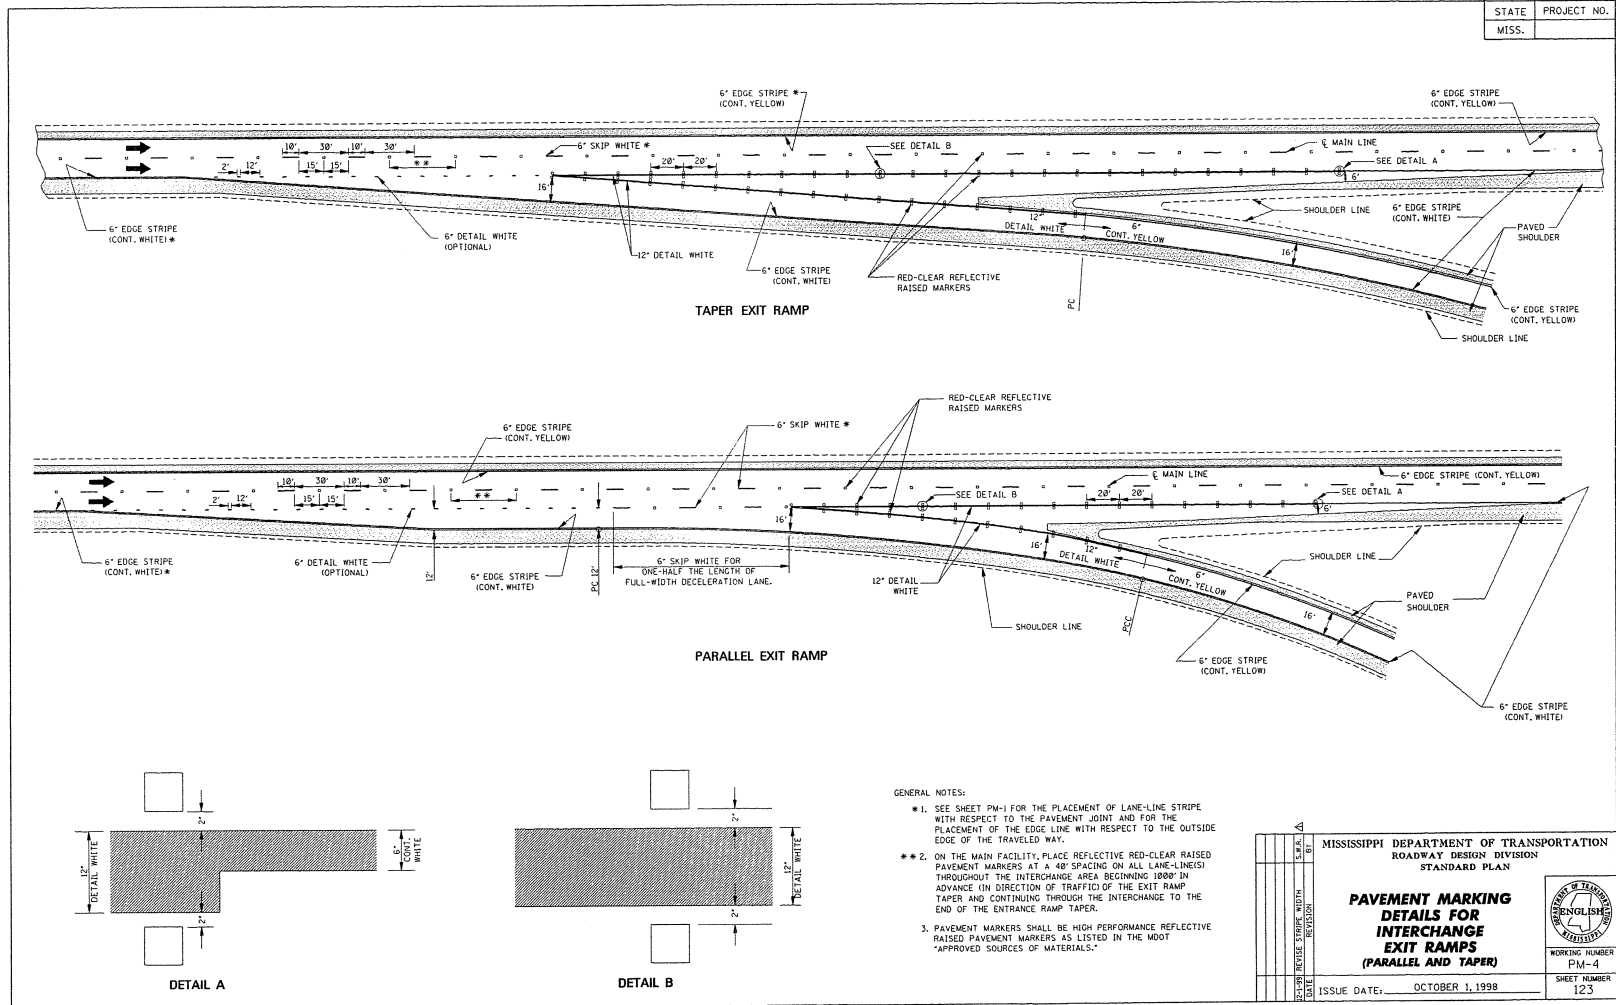 STATE
PROJECT NO.
MISS.
6" EDGE STRIPE *
(CONT. YELLOW)
6" EDGE STRIPE
(CONT. YELLOW)
10'
30'
10'
30'
6" SKIP WHITE *
SEE DETAIL B
℄ MAIN LINE
SEE DETAIL A
2'
12'
15'
15'
**
20'
20'
6'
16'
6" EDGE STRIPE
(CONT. WHITE) *
6" DETAIL WHITE
(OPTIONAL)
12" DETAIL WHITE
6" EDGE STRIPE
(CONT. WHITE)
RED-CLEAR REFLECTIVE
RAISED MARKERS
12"
DETAIL WHITE
6"
CONT. YELLOW
PC
16'
SHOULDER LINE
6" EDGE STRIPE
(CONT. WHITE)
PAVED
SHOULDER
6" EDGE STRIPE
(CONT. YELLOW)
SHOULDER LINE
TAPER EXIT RAMP
RED-CLEAR REFLECTIVE
RAISED MARKERS
6" EDGE STRIPE
(CONT. YELLOW)
6" SKIP WHITE *
℄ MAIN LINE
6" EDGE STRIPE (CONT. YELLOW)
10'
30'
10'
30'
2'
12'
15'
15'
**
SEE DETAIL B
20'
20'
SEE DETAIL A
6'
16'
6" EDGE STRIPE
(CONT. WHITE) *
6" DETAIL WHITE
(OPTIONAL)
12'
6" EDGE STRIPE
(CONT. WHITE)
PC 12'
6" SKIP WHITE FOR
ONE-HALF THE LENGTH OF
FULL-WIDTH DECELERATION LANE.
12" DETAIL
WHITE
16'
12"
DETAIL WHITE
6"
CONT. YELLOW
SHOULDER LINE
PCC
SHOULDER LINE
PAVED
SHOULDER
16'
6" EDGE STRIPE
(CONT. YELLOW)
6" EDGE STRIPE
(CONT. WHITE)
PARALLEL EXIT RAMP
2"
12"
DETAIL WHITE
6"
CONT.
WHITE
2"
DETAIL A
2"
12"
DETAIL WHITE
2"
DETAIL B
GENERAL NOTES:
* 1. SEE SHEET PM-1 FOR THE PLACEMENT OF LANE-LINE STRIPE
WITH RESPECT TO THE PAVEMENT JOINT AND FOR THE
PLACEMENT OF THE EDGE LINE WITH RESPECT TO THE OUTSIDE
EDGE OF THE TRAVELED WAY.
** 2. ON THE MAIN FACILITY, PLACE REFLECTIVE RED-CLEAR RAISED
PAVEMENT MARKERS AT A 40' SPACING ON ALL LANE-LINE(S)
THROUGHOUT THE INTERCHANGE AREA BEGINNING 1000' IN
ADVANCE (IN DIRECTION OF TRAFFIC) OF THE EXIT RAMP
TAPER AND CONTINUING THROUGH THE INTERCHANGE TO THE
END OF THE ENTRANCE RAMP TAPER.
3. PAVEMENT MARKERS SHALL BE HIGH PERFORMANCE REFLECTIVE
RAISED PAVEMENT MARKERS AS LISTED IN THE MDOT
"APPROVED SOURCES OF MATERIALS."
12-1-99 REVISE STRIPE WIDTH S.W.A.
DATE REVISION BY
MISSISSIPPI DEPARTMENT OF TRANSPORTATION
ROADWAY DESIGN DIVISION
STANDARD PLAN
PAVEMENT MARKING
DETAILS FOR
INTERCHANGE
EXIT RAMPS
(PARALLEL AND TAPER)
DEPARTMENT OF TRANSPORTATION
ENGLISH
MISSISSIPPI
WORKING NUMBER
PM-4
ISSUE DATE: OCTOBER 1, 1998
SHEET NUMBER
123